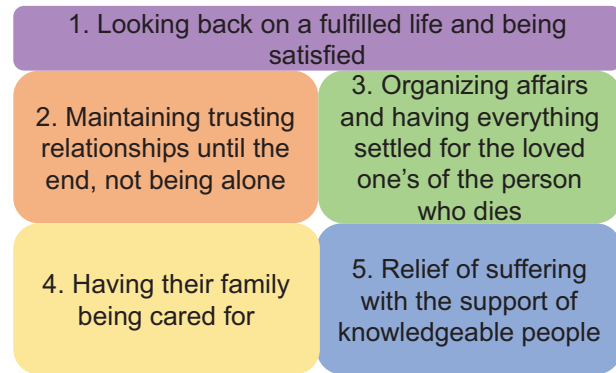 1. Looking back on a fulfilled life and being
satisfied
2. Maintaining trusting
relationships until the
end, not being alone
3. Organizing affairs
and having everything
settled for the loved
one's of the person
who dies
4. Having their family
being cared for
5. Relief of suffering
with the support of
knowledgeable people